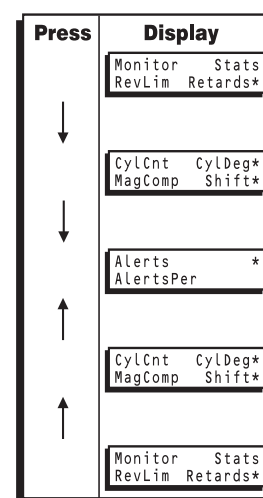 Press Display
Monitor Stats
RevLim Retards*
CylCnt CylDeg*
MagComp Shift*
Alerts *
AlertsPer
CylCnt CylDeg*
MagComp Shift*
Monitor Stats
RevLim Retards*